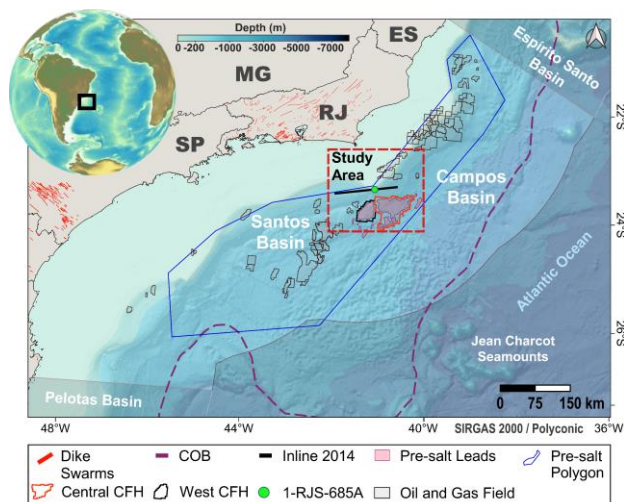 Depth (m)
0 -200 -1000 -3000 -5000 -7000
ES
MG
RJ
SP
Espirito Santo
Basin
22°S
Study
Area
Campos
Basin
Santos
Basin
24°S
Atlantic Ocean
26°S
Jean Charcot
Seamounts
Pelotas Basin
0 75 150 km
48°W 44°W 40°W 36°W
SIRGAS 2000 / Polyconic
Dike
Swarms
COB
Inline 2014
Pre-salt Leads
Pre-salt
Polygon
Central CFH
West CFH
1-RJS-685A
Oil and Gas Field